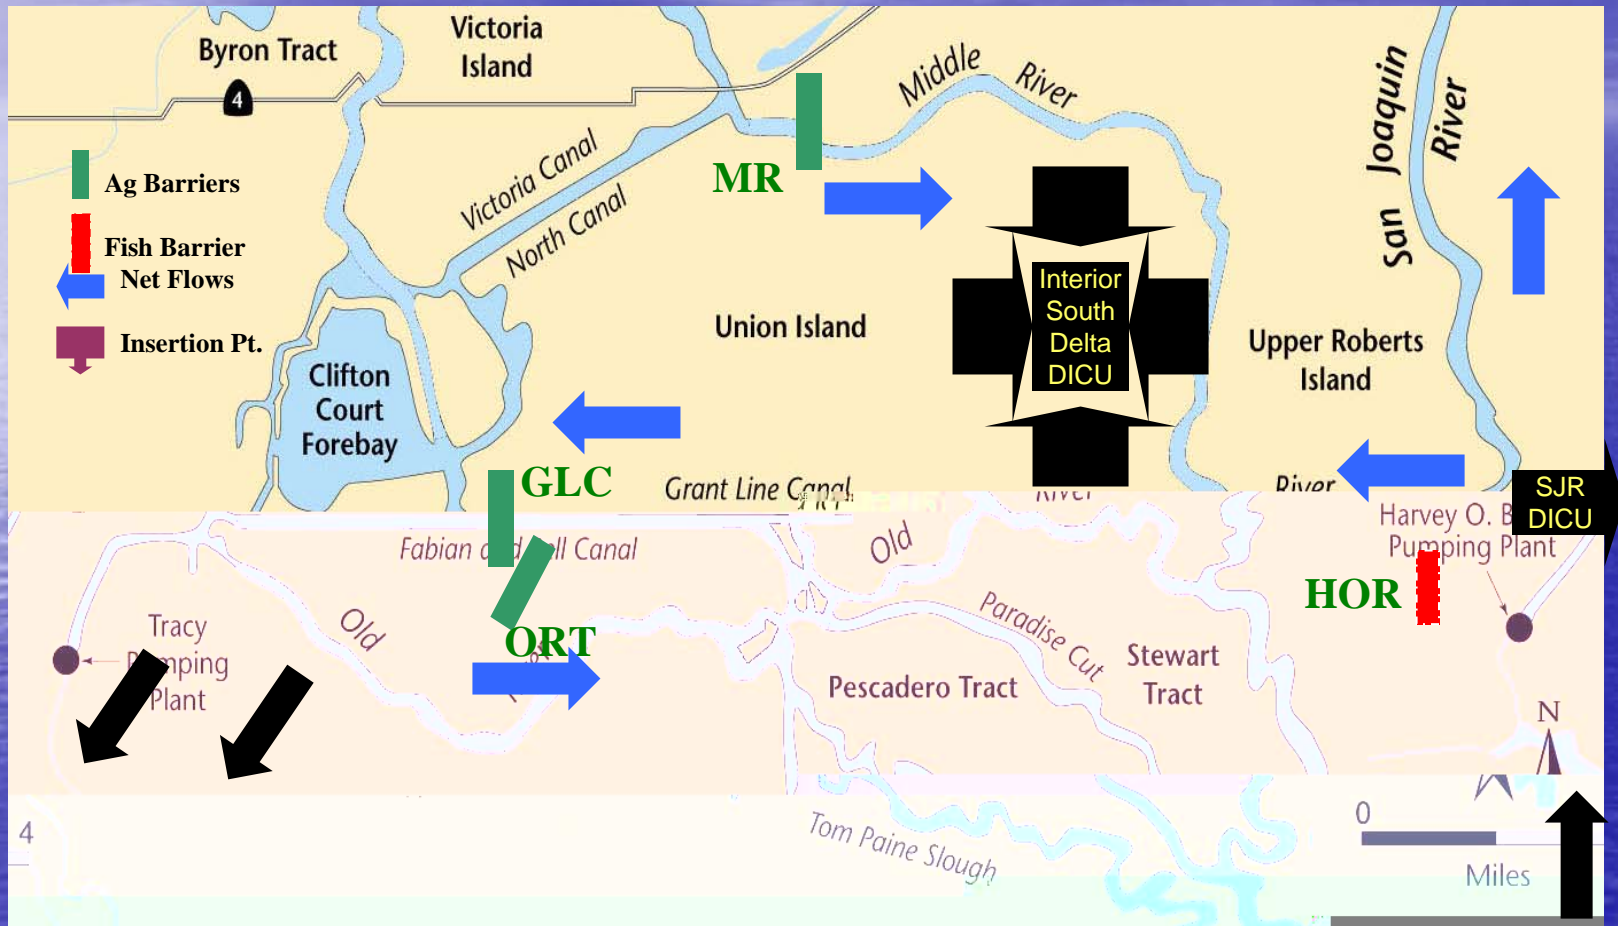 Byron Tract
Victoria
Island
4
Middle
River
San Joaquin
River
Ag Barriers
Fish Barrier
Net Flows
Insertion Pt.
Victoria Canal
North Canal
MR
Interior
South
Delta
DICU
Union Island
Upper Roberts
Island
Clifton
Court
Forebay
GLC
Grant Line Canal
River
River
SJR
DICU
Harvey O.
Pumping Plant
Fabian
Canal
Old
HOR
Paradise Cut
Tracy
Pumping
Plant
Old
ORT
Pescadero Tract
Stewart
Tract
N
4
Tom Paine Slough
0
Miles